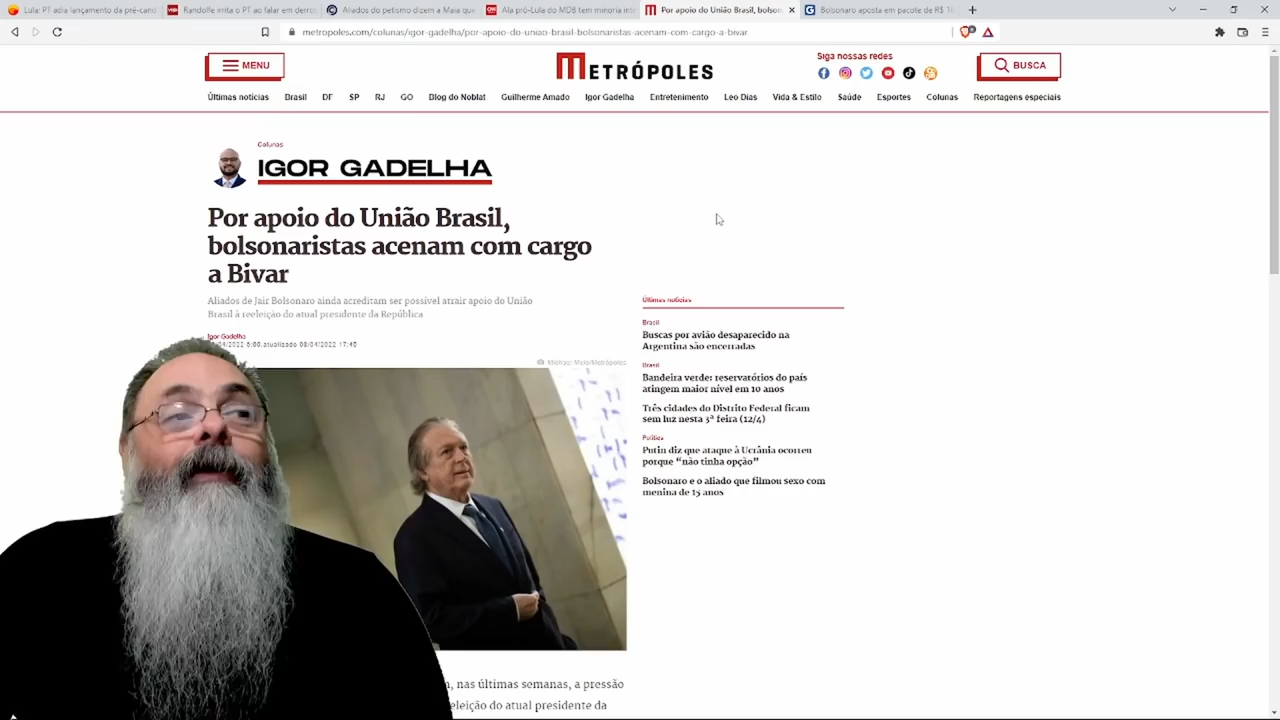 Lula: PT adia lançamento da pré-cand
Randolfe irrita o PT ao falar em derro
Aliados do petismo dizem a Maia que
Ala pró-Lula do MDB tem minoria inte
Por apoio do União Brasil, bolson
Bolsonaro aposta em pacote de R$ 1
metropoles.com/colunas/igor-gadelha/por-apoio-do-uniao-brasil-bolsonaristas-acenam-com-cargo-a-bivar
MENU
METRÓPOLES
Siga nossas redes
BUSCA
Últimas notícias Brasil DF SP RJ GO Blog do Noblat Guilherme Amado Igor Gadelha Entretenimento Leo Dias Vida & Estilo Saúde Esportes Colunas Reportagens especiais
Colunas
IGOR GADELHA
Por apoio do União Brasil,
bolsonaristas acenam com cargo
a Bivar
Aliados de Jair Bolsonaro ainda acreditam ser possível atrair apoio do União
Brasil à reeleição do atual presidente da República
Igor Gadelha
/04/2022 6:00, atualizado 08/04/2022 17:40
Michael Melo/Metrópoles
Últimas notícias
Brasil
Buscas por avião desaparecido na
Argentina são encerradas
Brasil
Bandeira verde: reservatórios do país
atingem maior nível em 10 anos
Três cidades do Distrito Federal ficam
sem luz nesta 3ª feira (12/4)
Política
Putin diz que ataque à Ucrânia ocorreu
porque “não tinha opção”
Bolsonaro e o aliado que filmou sexo com
menina de 15 anos
, nas últimas semanas, a pressão
eleição do atual presidente da